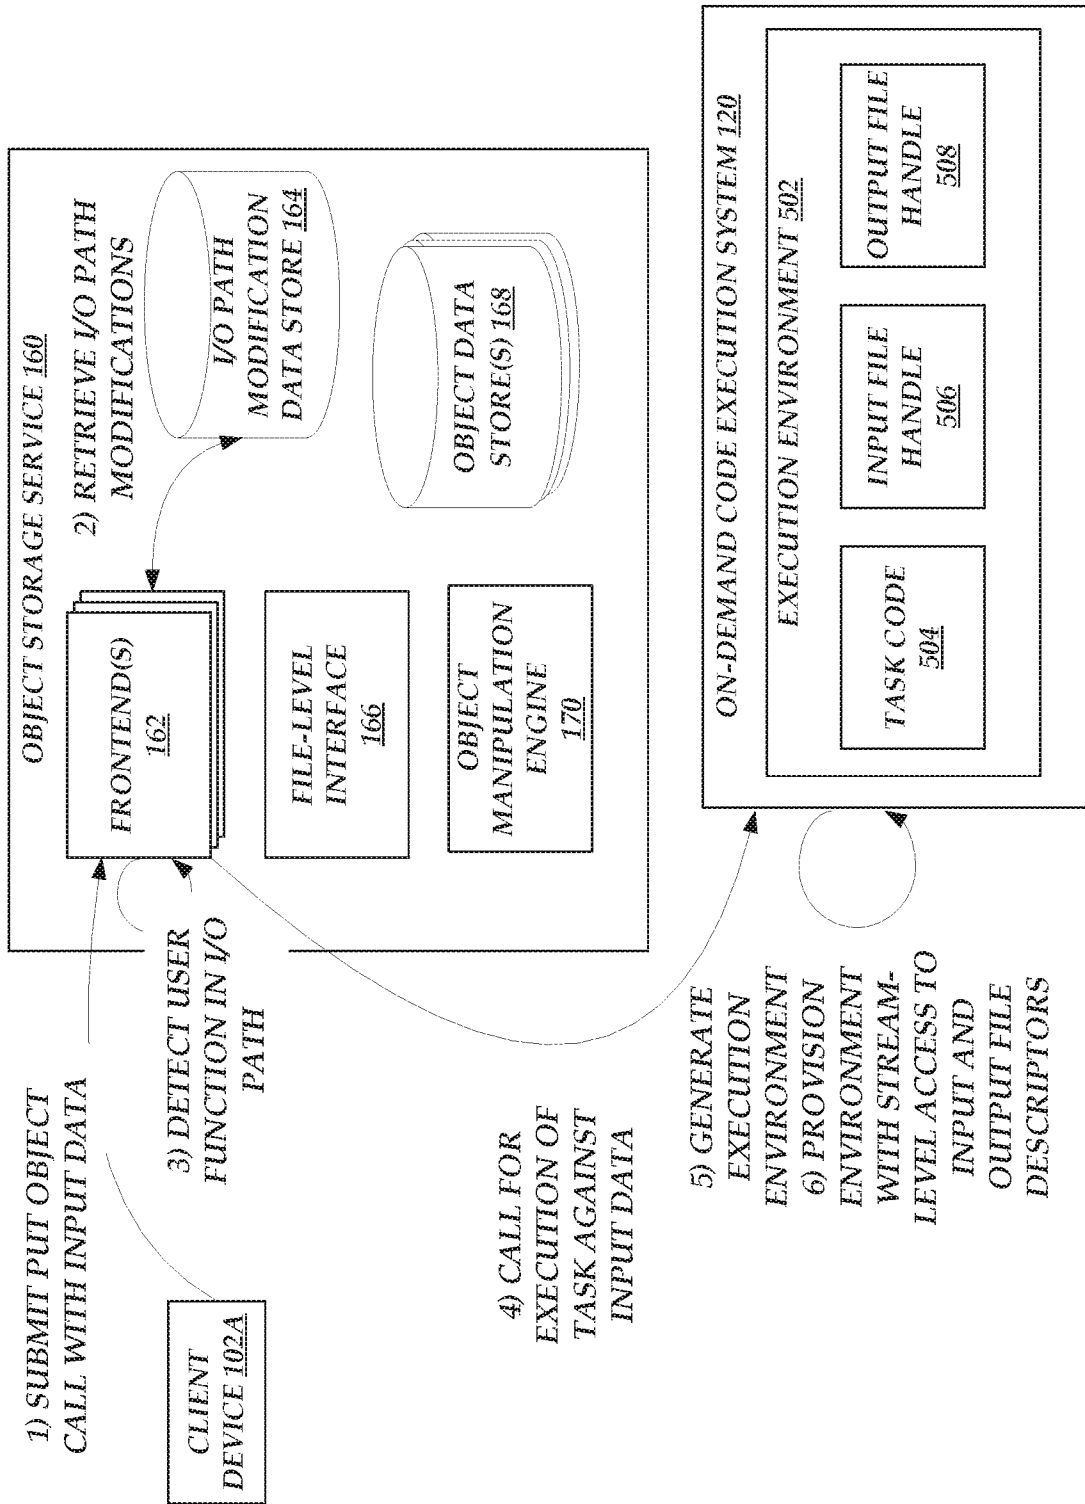 1) SUBMIT PUT OBJECT
CALL WITH INPUT DATA
CLIENT
DEVICE 102A
OBJECT STORAGE SERVICE 160
2) RETRIEVE I/O PATH
MODIFICATIONS
FRONTEND(S)
162
I/O PATH
MODIFICATION
DATA STORE 164
3) DETECT USER
FUNCTION IN I/O
PATH
FILE-LEVEL
INTERFACE
166
OBJECT DATA
STORE(S) 168
OBJECT
MANIPULATION
ENGINE
170
4) CALL FOR
EXECUTION OF
TASK AGAINST
INPUT DATA
5) GENERATE
EXECUTION
ENVIRONMENT
6) PROVISION
ENVIRONMENT
WITH STREAM-
LEVEL ACCESS TO
INPUT AND
OUTPUT FILE
DESCRIPTORS
ON-DEMAND CODE EXECUTION SYSTEM 120
EXECUTION ENVIRONMENT 502
TASK CODE
504
INPUT FILE
HANDLE
506
OUTPUT FILE
HANDLE
508